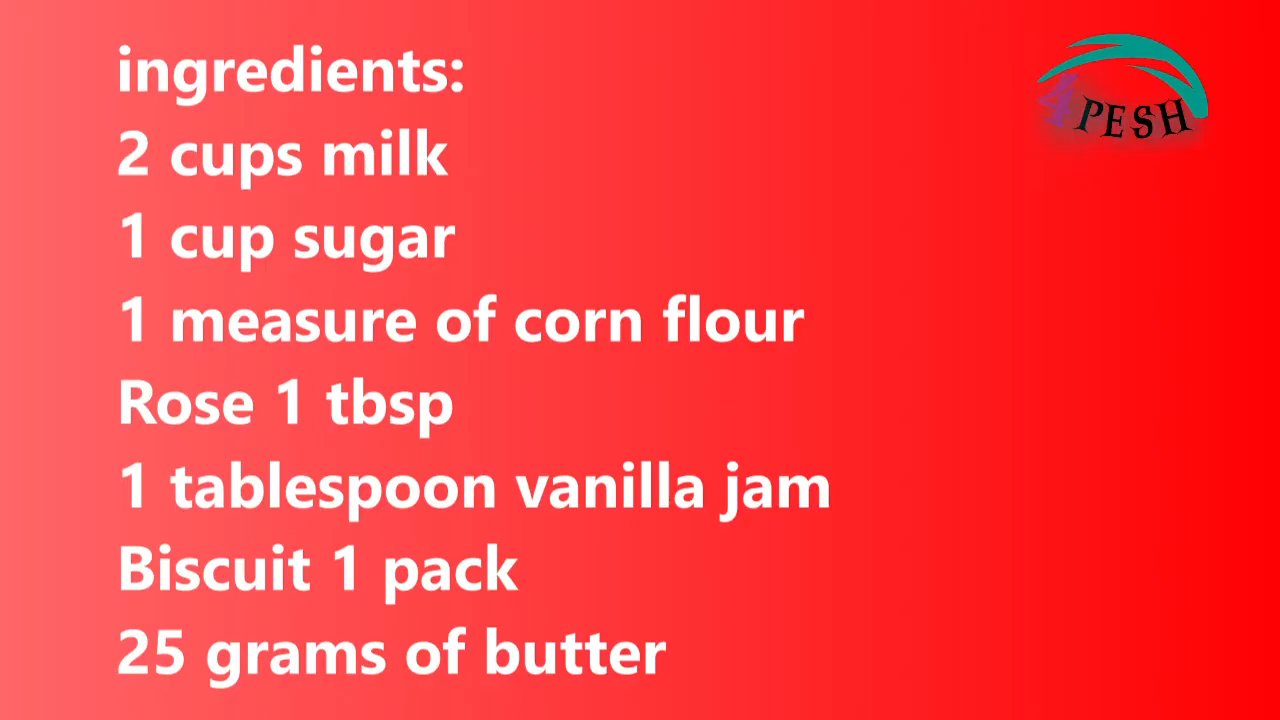 ingredients:
2 cups milk
1 cup sugar
1 measure of corn flour
Rose 1 tbsp
1 tablespoon vanilla jam
Biscuit 1 pack
25 grams of butter
4PESH